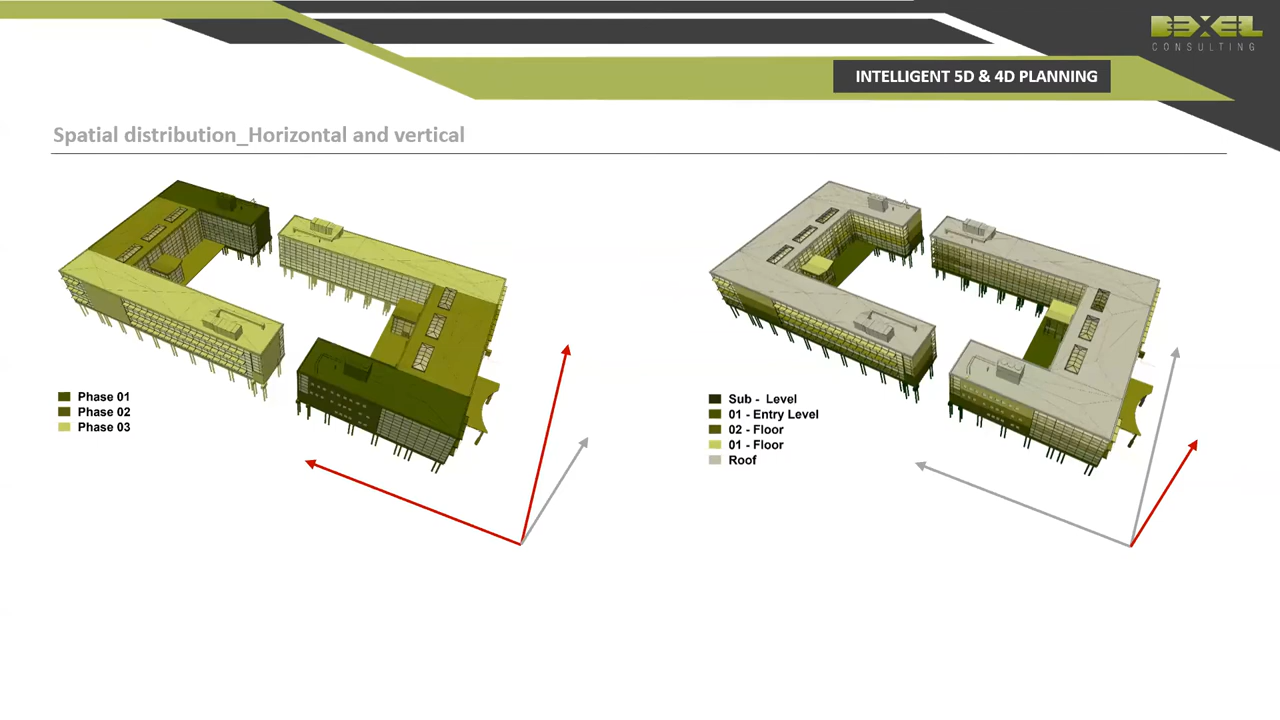 BEXEL
CONSULTING
INTELLIGENT 5D & 4D PLANNING
Spatial distribution_Horizontal and vertical
Phase 01
Phase 02
Phase 03
Sub - Level
01 - Entry Level
02 - Floor
01 - Floor
Roof